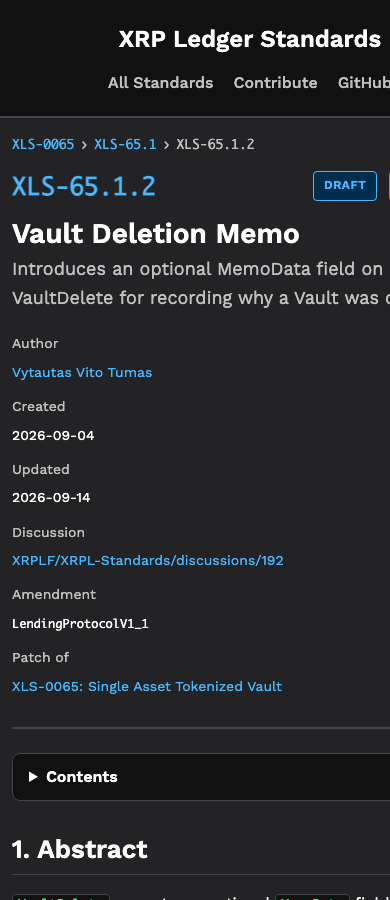 XRP Ledger Standards
All Standards Contribute GitHub
XLS-0065 › XLS-65.1 › XLS-65.1.2
XLS-65.1.2 DRAFT
Vault Deletion Memo
Introduces an optional MemoData field on
VaultDelete for recording why a Vault was
Author
Vytautas Vito Tumas
Created
2026-09-04
Updated
2026-09-14
Discussion
XRPLF/XRPL-Standards/discussions/192
Amendment
LendingProtocolV1_1
Patch of
XLS-0065: Single Asset Tokenized Vault
▶ Contents
1. Abstract